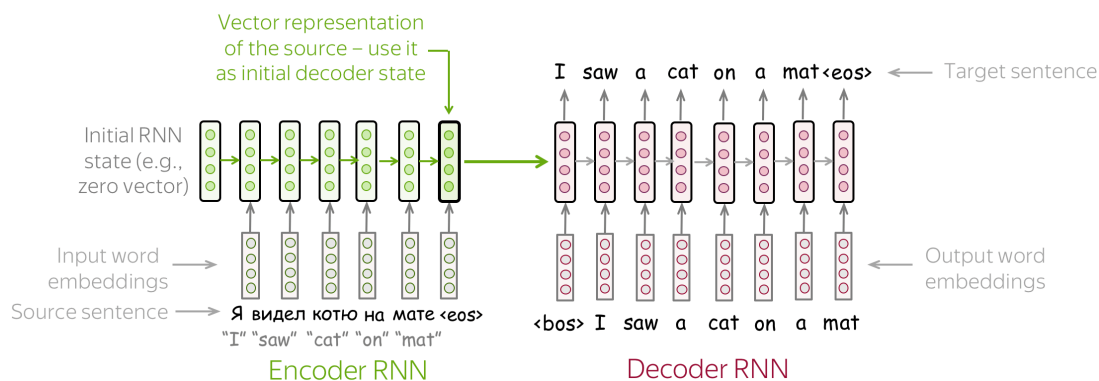 Vector representation
of the source – use it
as initial decoder state
I saw a cat on a mat <eos>
Target sentence
Initial RNN
state (e.g.,
zero vector)
Input word
embeddings
Output word
embeddings
Source sentence
Я видел котю на мате <eos>
"I" "saw" "cat" "on" "mat"
<bos> I saw a cat on a mat
Encoder RNN
Decoder RNN